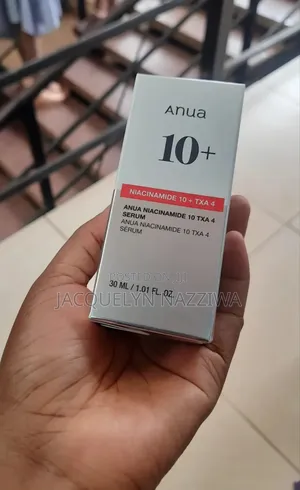 Anua
10+
NIACINAMIDE 10 + TXA 4
ANUA NIACINAMIDE 10 TXA 4
SERUM
ANUA NIACINAMIDE 10 TXA 4
SERUM
JACQUELYN NAZZIWA
30 ML / 1.01 FL. OZ.